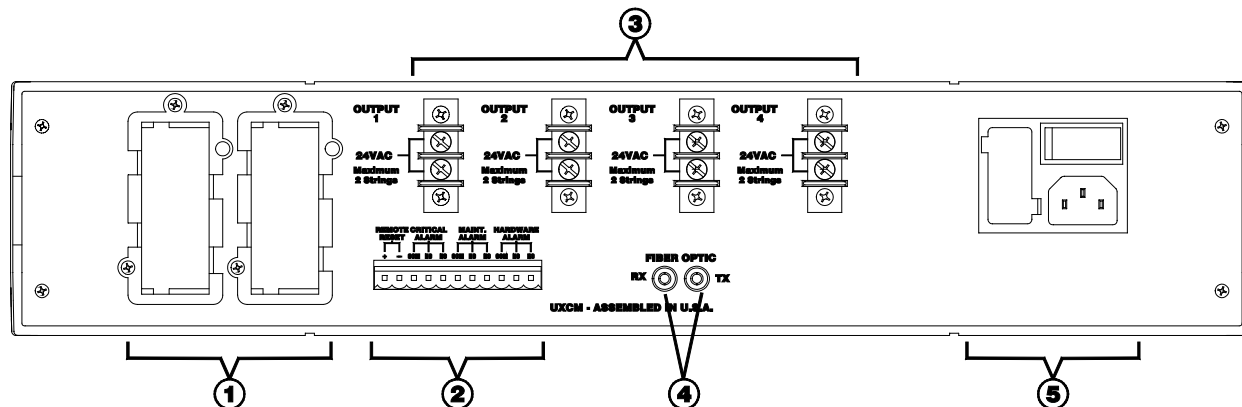 3
OUTPUT
1
OUTPUT
2
OUTPUT
3
OUTPUT
4
24VAC
Maximum
2 Strings
24VAC
Maximum
2 Strings
24VAC
Maximum
2 Strings
24VAC
Maximum
2 Strings
REMOTE
RESET
CRITICAL
ALARM
MAINT.
ALARM
HARDWARE
ALARM
+ −
FIBER OPTIC
RX TX
UXCM - ASSEMBLED IN U.S.A.
1 2 4 5